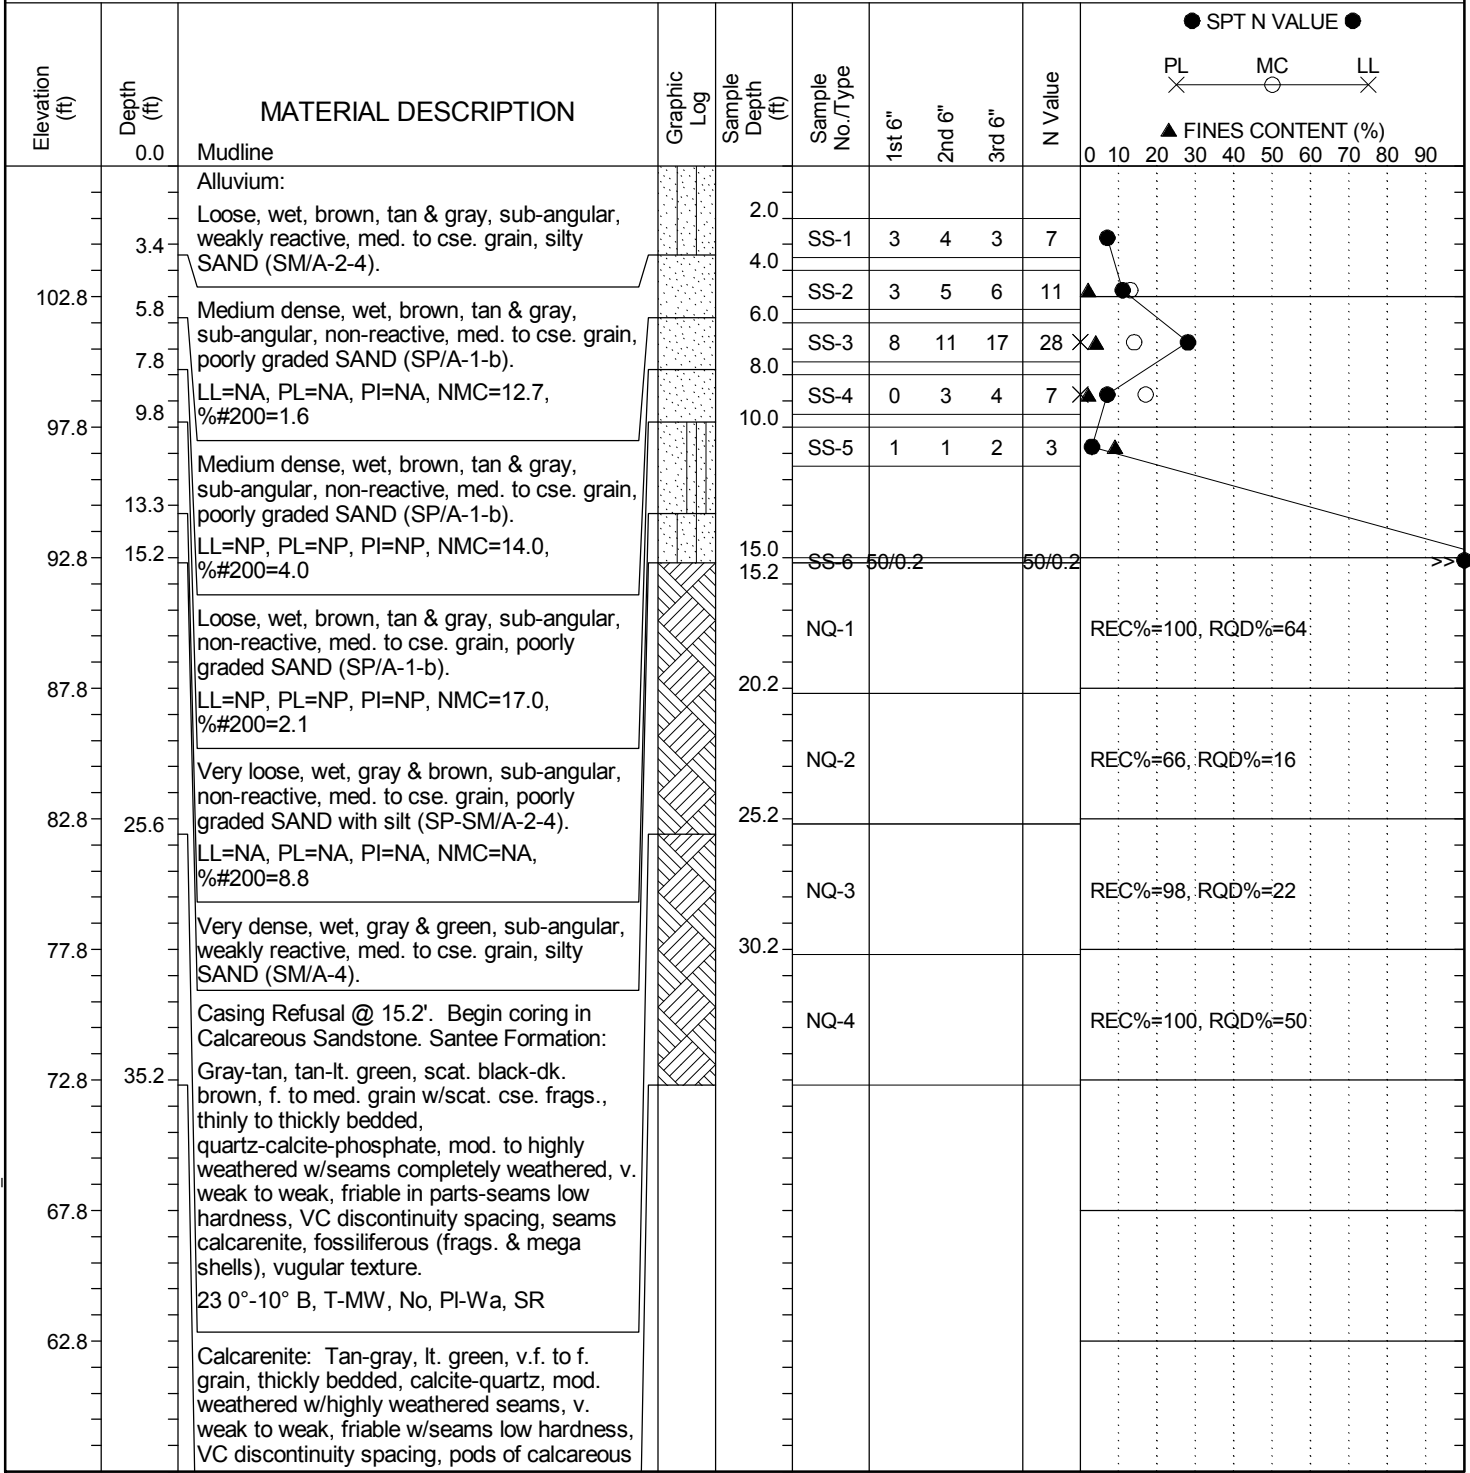 Elevation (ft)
Depth (ft)
0.0
MATERIAL DESCRIPTION
Mudline
Graphic Log
Sample Depth (ft)
Sample No./Type
1st 6"
2nd 6"
3rd 6"
N Value
● SPT N VALUE ●
PL MC LL
▲ FINES CONTENT (%)
0 10 20 30 40 50 60 70 80 90
Alluvium:
Loose, wet, brown, tan & gray, sub-angular,
weakly reactive, med. to cse. grain, silty
SAND (SM/A-2-4).
Medium dense, wet, brown, tan & gray,
sub-angular, non-reactive, med. to cse. grain,
poorly graded SAND (SP/A-1-b).
LL=NA, PL=NA, PI=NA, NMC=12.7,
%#200=1.6
Medium dense, wet, brown, tan & gray,
sub-angular, non-reactive, med. to cse. grain,
poorly graded SAND (SP/A-1-b).
LL=NP, PL=NP, PI=NP, NMC=14.0,
%#200=4.0
Loose, wet, brown, tan & gray, sub-angular,
non-reactive, med. to cse. grain, poorly
graded SAND (SP/A-1-b).
LL=NP, PL=NP, PI=NP, NMC=17.0,
%#200=2.1
Very loose, wet, gray & brown, sub-angular,
non-reactive, med. to cse. grain, poorly
graded SAND with silt (SP-SM/A-2-4).
LL=NA, PL=NA, PI=NA, NMC=NA,
%#200=8.8
Very dense, wet, gray & green, sub-angular,
weakly reactive, med. to cse. grain, silty
SAND (SM/A-4).
Casing Refusal @ 15.2'. Begin coring in
Calcareous Sandstone. Santee Formation:
Gray-tan, tan-lt. green, scat. black-dk.
brown, f. to med. grain w/scat. cse. frags.,
thinly to thickly bedded,
quartz-calcite-phosphate, mod. to highly
weathered w/seams completely weathered, v.
weak to weak, friable in parts-seams low
hardness, VC discontinuity spacing, seams
calcarenite, fossiliferous (frags. & mega
shells), vugular texture.
23 0°-10° B, T-MW, No, Pl-Wa, SR
Calcarenite: Tan-gray, lt. green, v.f. to f.
grain, thickly bedded, calcite-quartz, mod.
weathered w/highly weathered seams, v.
weak to weak, friable w/seams low hardness,
VC discontinuity spacing, pods of calcareous
102.8
97.8
92.8
87.8
82.8
77.8
72.8
67.8
62.8
3.4
5.8
7.8
9.8
13.3
15.2
25.6
35.2
2.0
4.0
6.0
8.0
10.0
15.0
15.2
20.2
25.2
30.2
SS-1 3 4 3 7
SS-2 3 5 6 11
SS-3 8 11 17 28
SS-4 0 3 4 7
SS-5 1 1 2 3
SS-6 50/0.2 50/0.2 >>
NQ-1 REC%=100, RQD%=64
NQ-2 REC%=66, RQD%=16
NQ-3 REC%=98, RQD%=22
NQ-4 REC%=100, RQD%=50